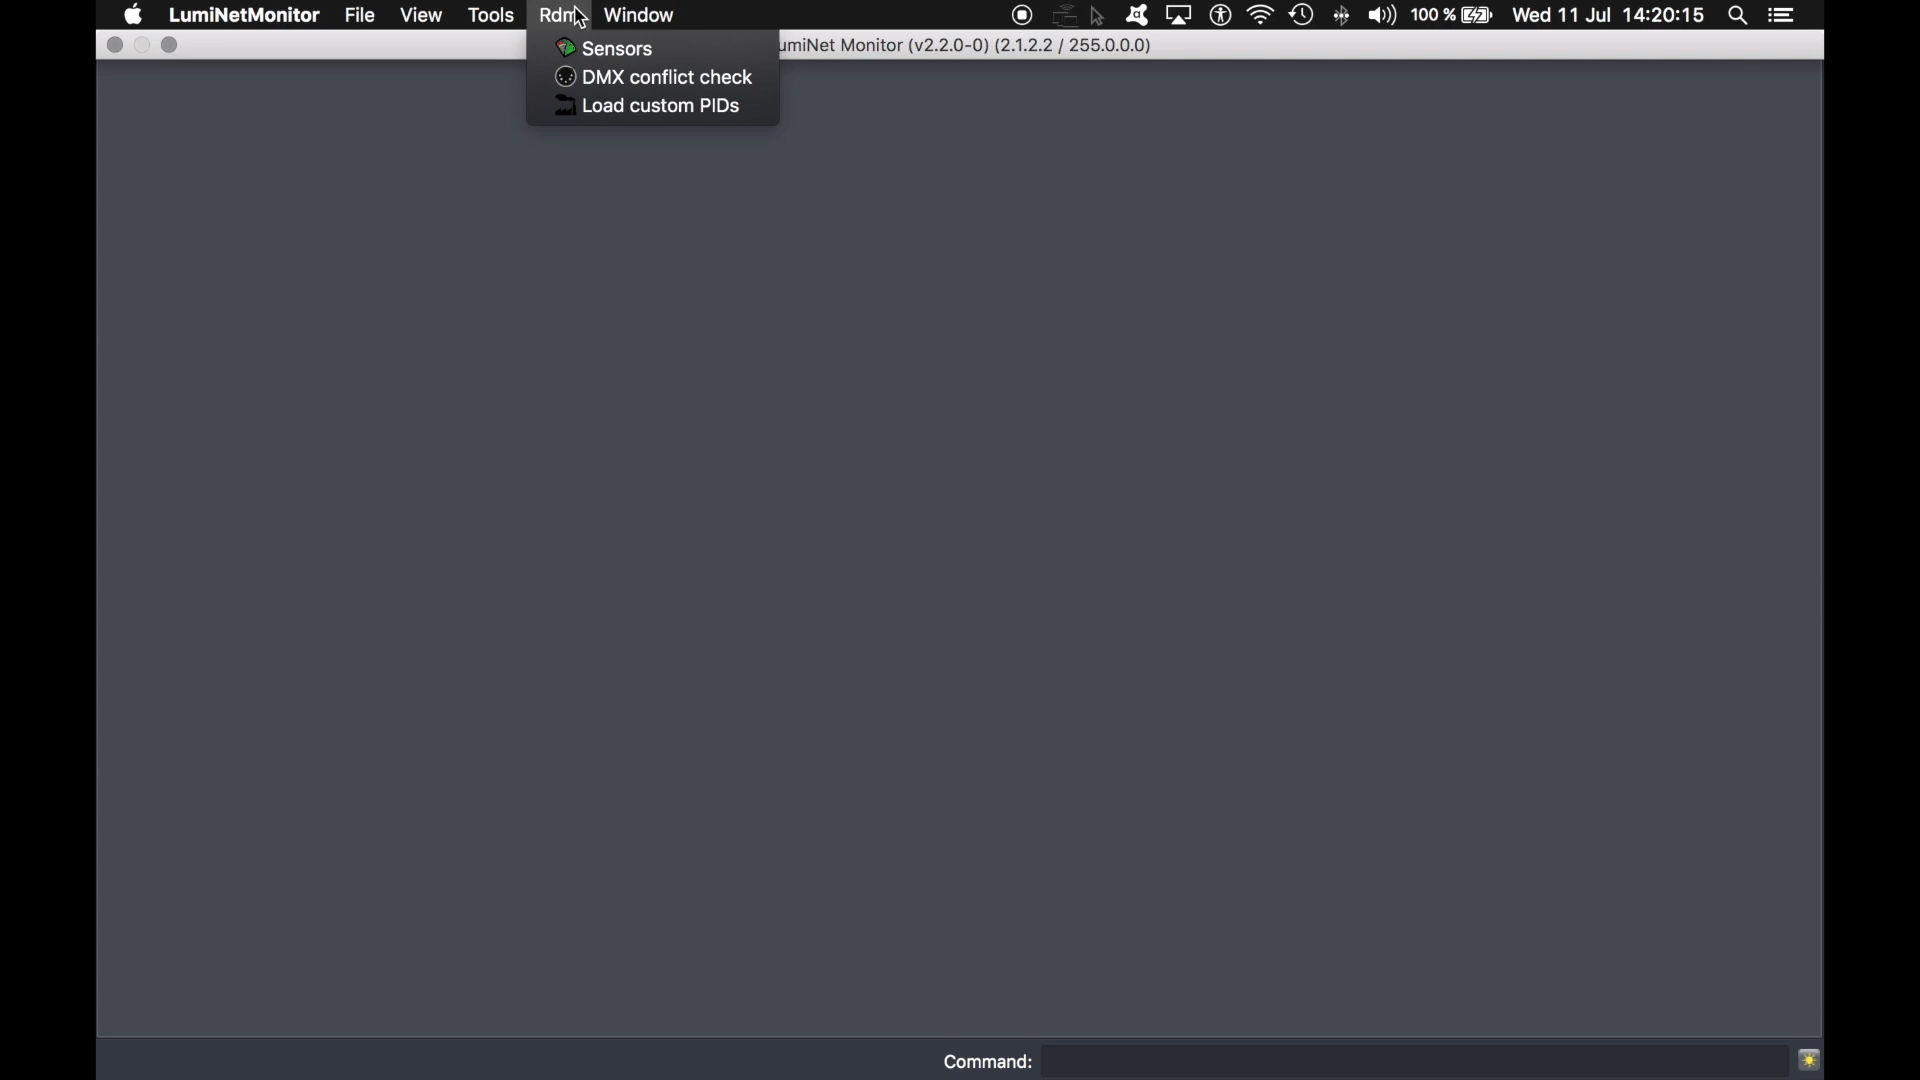 LumiNetMonitor File View Tools Rdm Window 100 % Wed 11 Jul 14:20:15
umiNet Monitor (v2.2.0-0) (2.1.2.2 / 255.0.0.0)
Sensors
DMX conflict check
Load custom PIDs
Command: